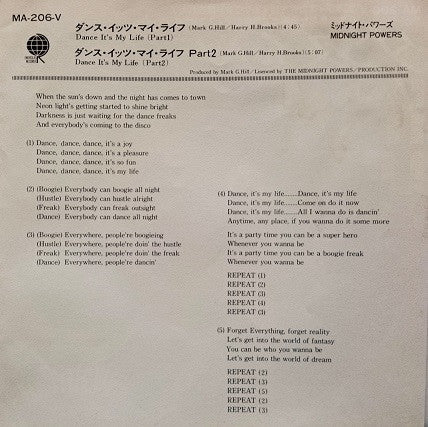 MA-206-V
ダンス・イッツ・マイ・ライフ (Mark G.Hill/Harry H.Brooks)(4:45)
Dance It's My Life (Part1)
ダンス・イッツ・マイ・ライフ Part2 (Mark G.Hill/Harry H.Brooks)(5:07)
Dance It's My Life (Part2)
ミッドナイト・パワーズ
MIDNIGHT POWERS
Produced by Mark G.Hill/Licensed by THE MIDNIGHT POWERS/PRODUCTION INC.
When the sun's down and the night has comes to town
Neon light's getting started to shine bright
Darkness is just waiting for the dance freaks
And everybody's coming to the disco
(1) Dance, dance, dance, it's a joy
Dance, dance, dance, it's a pleasure
Dance, dance, dance, it's so fun
Dance, dance, dance, it's my life
(2) (Boogie) Everybody can boogie all night
(Hustle) Everybody can hustle alright
(Freak) Everybody can freak outsight
(Dance) Everybody can dance all night
(3) (Boogie) Everywhere, people're boogieing
(Hustle) Everywhere, people're doin' the hustle
(Freak) Everywhere, people're doin' the freak
(Dance) Everywhere, people're dancin'
(4) Dance, it's my life......Dance, it's my life
Dance, it's my life......Come on do it now
Dance, it's my life......All I wanna do is dancin'
Anytime, any place, if you wanna do it some more
It's a party time you can be a super hero
Whenever you wanna be
It's a party time you can be a boogie freak
Whenever you wanna be
REPEAT (1)
REPEAT (2)
REPEAT (3)
REPEAT (4)
REPEAT (3)
(5) Forget Everything, forget reality
Let's get into the world of fantasy
You can be who you wanna be
Let's get into the world of dream
REPEAT (2)
REPEAT (3)
REPEAT (5)
REPEAT (2)
REPEAT (3)